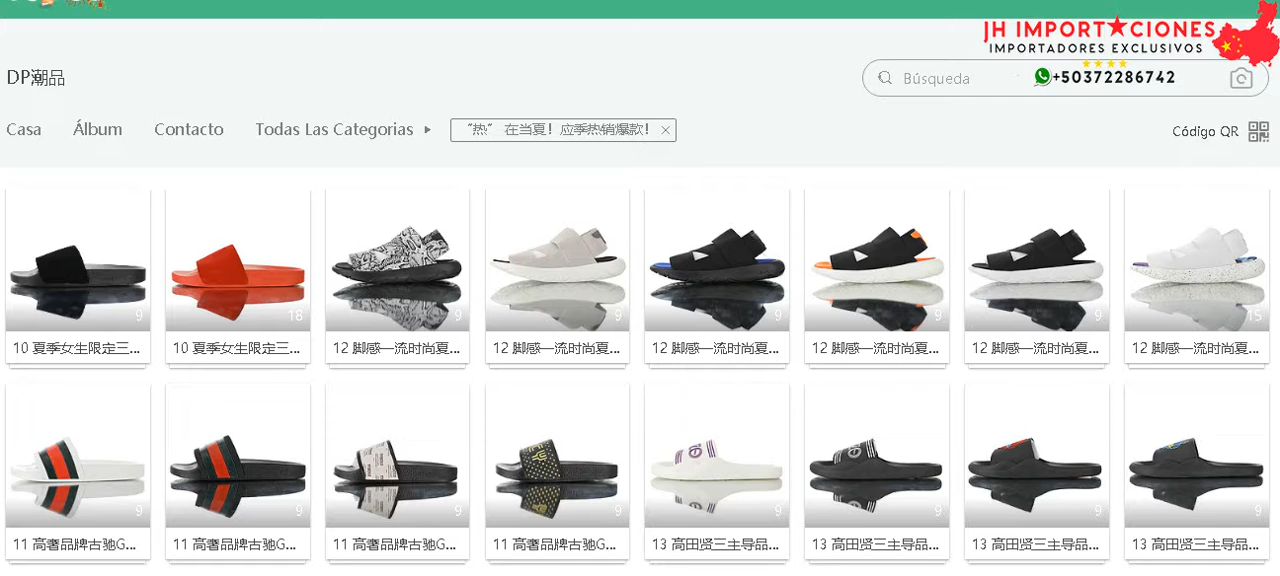 JH IMPORT★CIONES
IMPORTADORES EXCLUSIVOS
DP潮品
Búsqueda
+50372286742
Casa
Álbum
Contacto
Todas Las Categorias
“热” 在当夏！应季热销爆款！
Código QR
9
18
9
9
9
9
9
15
10 夏季女生限定三...
10 夏季女生限定三...
12 脚感一流时尚夏...
12 脚感一流时尚夏...
12 脚感一流时尚夏...
12 脚感一流时尚夏...
12 脚感一流时尚夏...
12 脚感一流时尚夏...
9
9
9
9
9
9
9
9
11 高奢品牌古驰G...
11 高奢品牌古驰G...
11 高奢品牌古驰G...
11 高奢品牌古驰G...
13 高田贤三主导品...
13 高田贤三主导品...
13 高田贤三主导品...
13 高田贤三主导品...